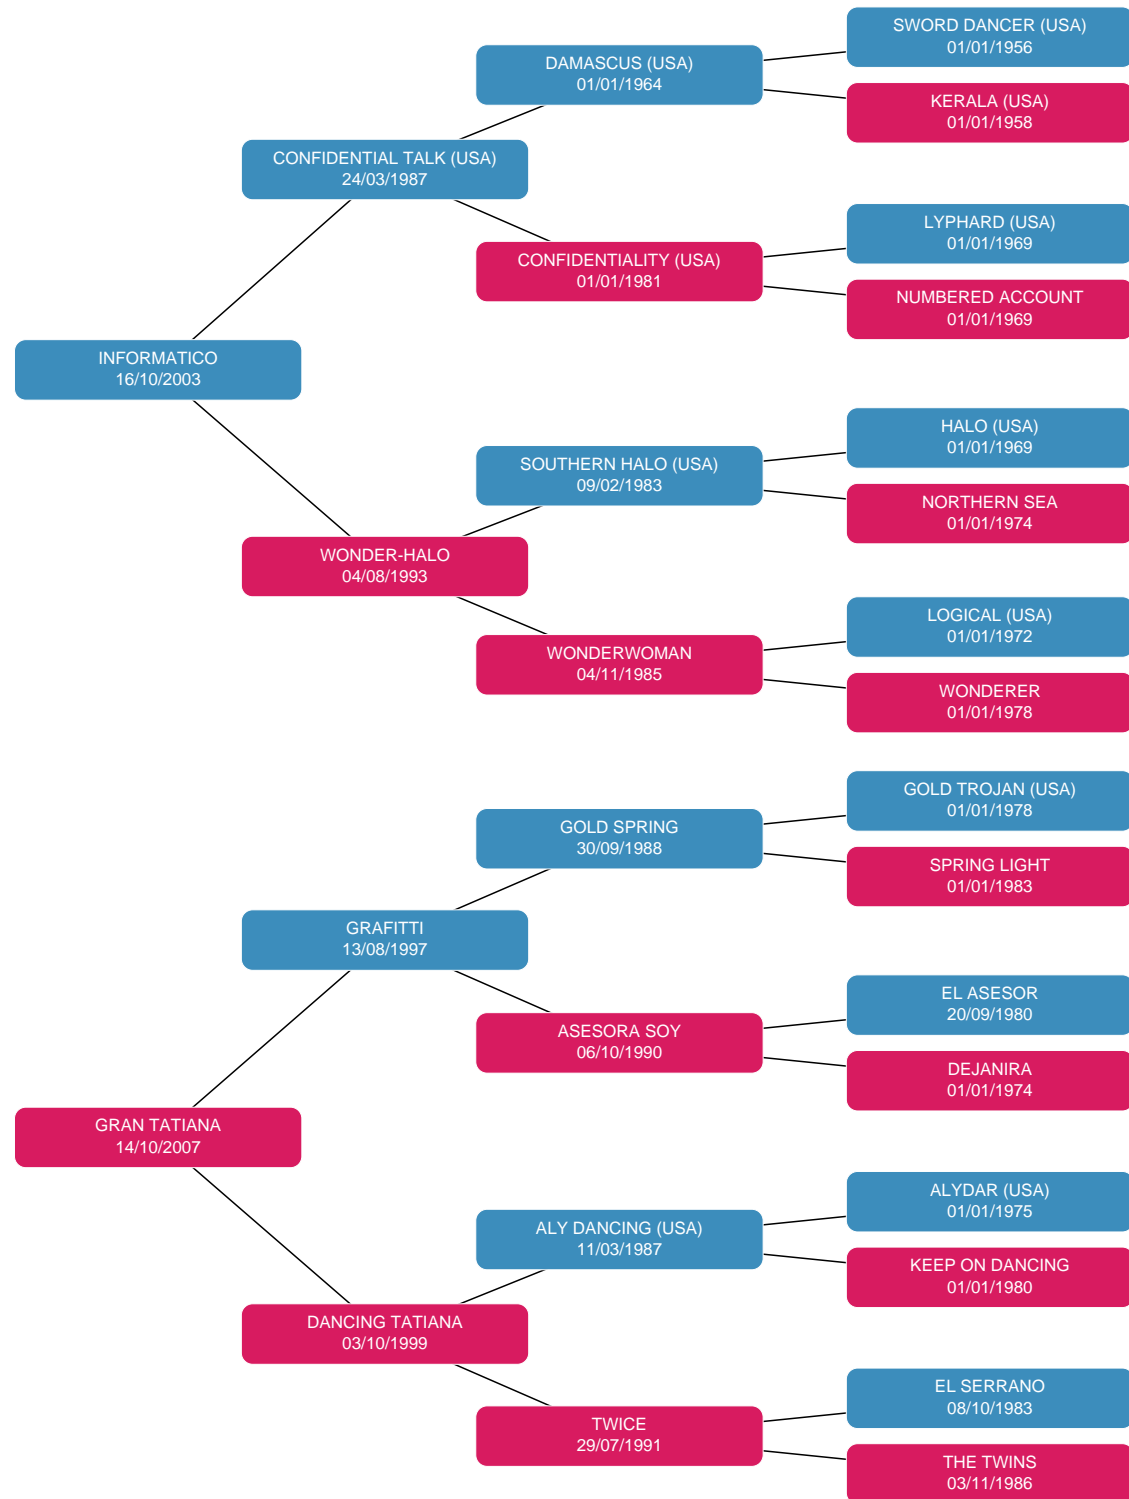 SWORD DANCER (USA)
01/01/1956
DAMASCUS (USA)
01/01/1964
KERALA (USA)
01/01/1958
CONFIDENTIAL TALK (USA)
24/03/1987
LYPHARD (USA)
01/01/1969
CONFIDENTIALITY (USA)
01/01/1981
NUMBERED ACCOUNT
01/01/1969
INFORMATICO
16/10/2003
HALO (USA)
01/01/1969
SOUTHERN HALO (USA)
09/02/1983
NORTHERN SEA
01/01/1974
WONDER-HALO
04/08/1993
LOGICAL (USA)
01/01/1972
WONDERWOMAN
04/11/1985
WONDERER
01/01/1978
GOLD TROJAN (USA)
01/01/1978
GOLD SPRING
30/09/1988
SPRING LIGHT
01/01/1983
GRAFITTI
13/08/1997
EL ASESOR
20/09/1980
ASESORA SOY
06/10/1990
DEJANIRA
01/01/1974
GRAN TATIANA
14/10/2007
ALYDAR (USA)
01/01/1975
ALY DANCING (USA)
11/03/1987
KEEP ON DANCING
01/01/1980
DANCING TATIANA
03/10/1999
EL SERRANO
08/10/1983
TWICE
29/07/1991
THE TWINS
03/11/1986